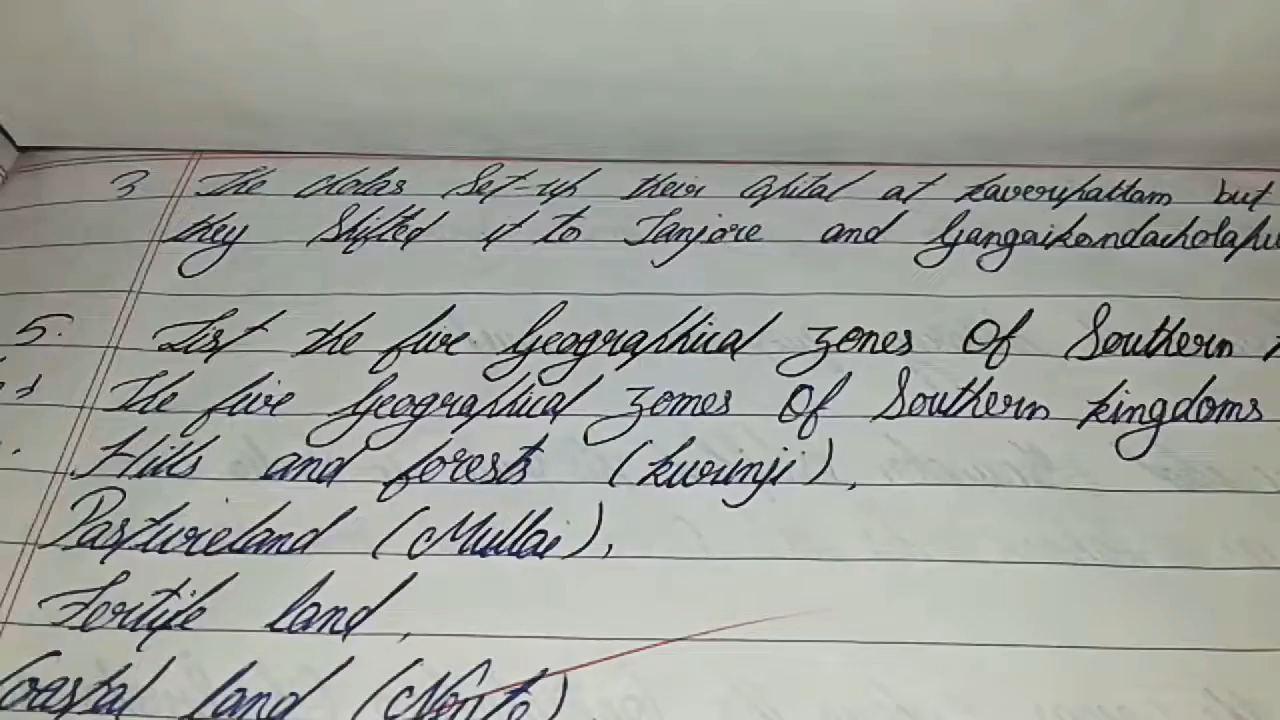 3 The cholas Set-up their Capital at kaveripattam but
they Shifted it to Tanjore and Gangaikondacholapu
5. List the five Geographical zones Of Southern
The five Geographical zones Of Southern kingdoms
Hills and forests (kurinji),
Pastureland (Mullai),
Fertile land,
Coastal land